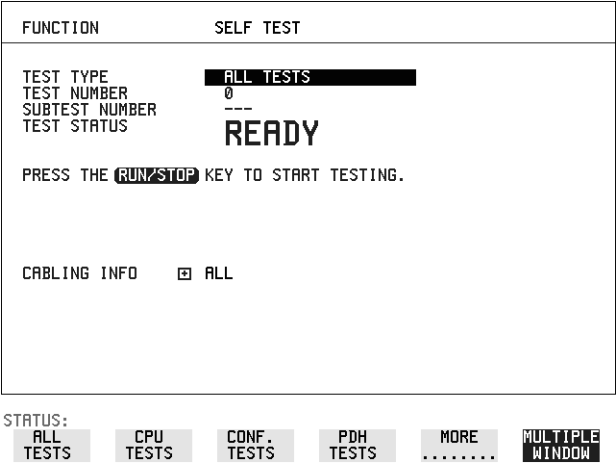 FUNCTION SELF TEST
TEST TYPE ALL TESTS
TEST NUMBER 0
SUBTEST NUMBER ---
TEST STATUS READY
PRESS THE RUN/STOP KEY TO START TESTING.
CABLING INFO + ALL
STATUS:
ALL TESTS
CPU TESTS
CONF. TESTS
PDH TESTS
MORE ........
MULTIPLE WINDOW